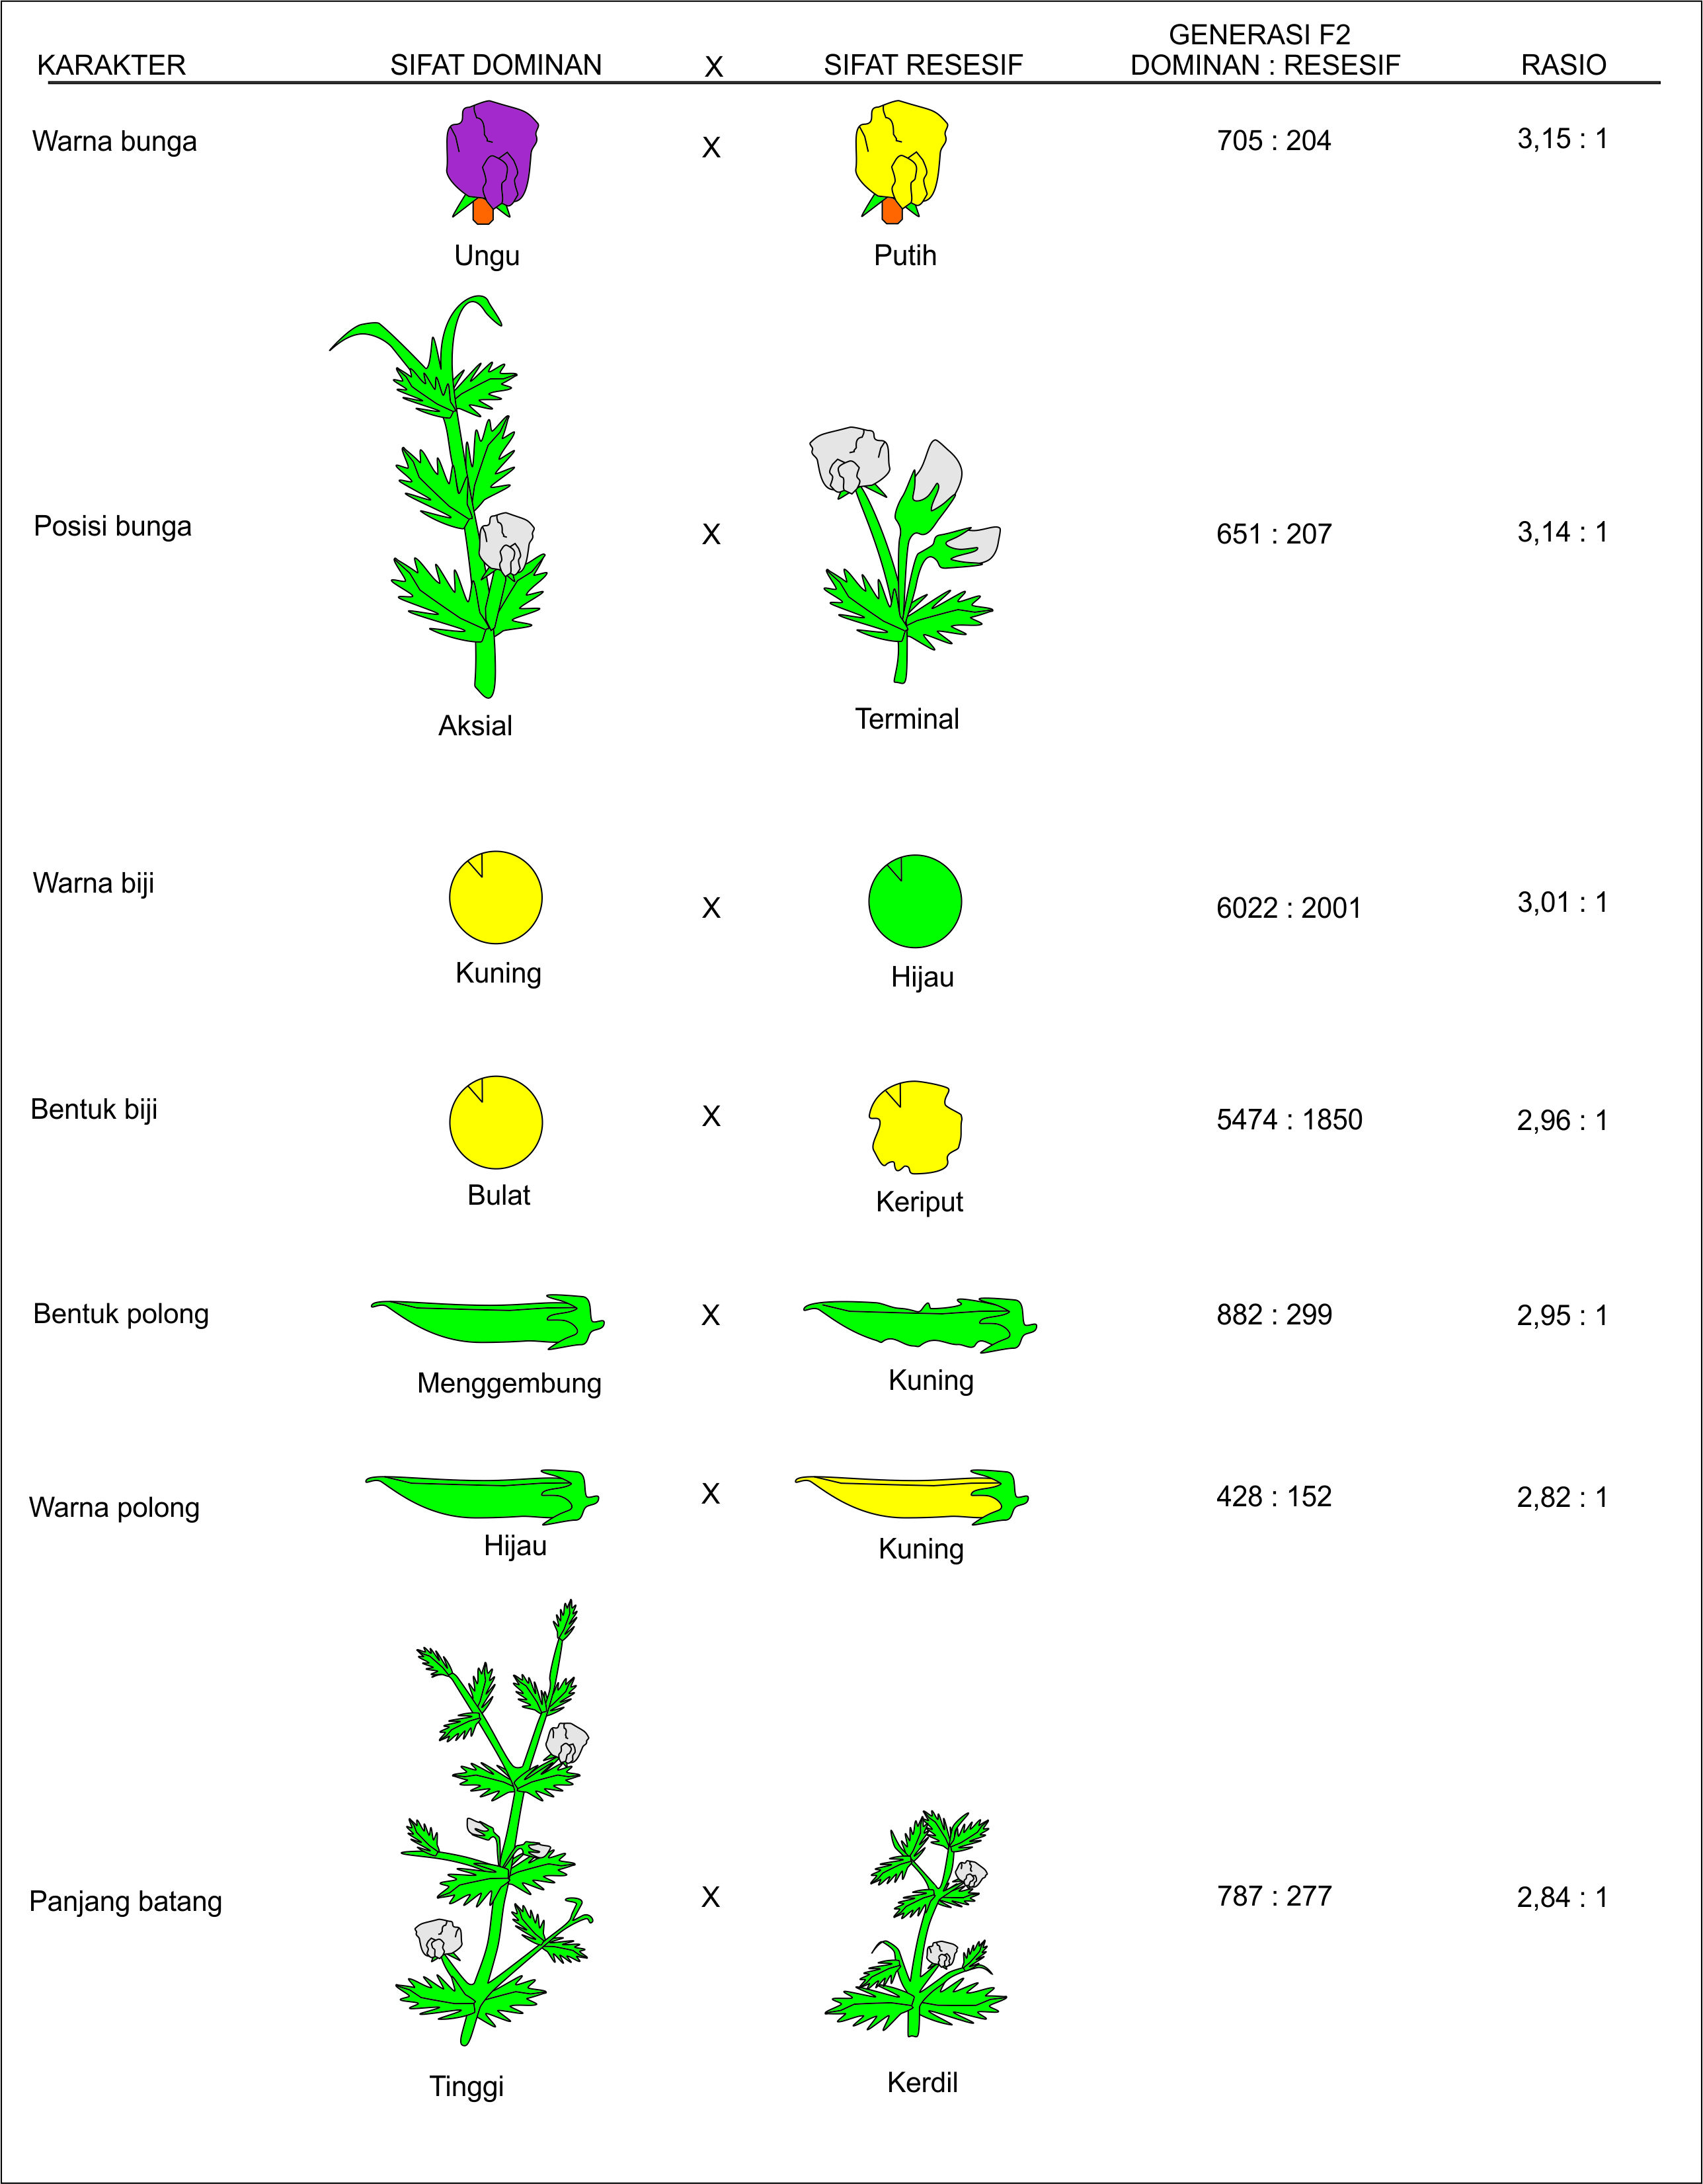 KARAKTER SIFAT DOMINAN X SIFAT RESESIF GENERASI F2 DOMINAN : RESESIF RASIO
Warna bunga X 705 : 204 3,15 : 1
Ungu Putih
Posisi bunga X 651 : 207 3,14 : 1
Aksial Terminal
Warna biji X 6022 : 2001 3,01 : 1
Kuning Hijau
Bentuk biji X 5474 : 1850 2,96 : 1
Bulat Keriput
Bentuk polong X 882 : 299 2,95 : 1
Menggembung Kuning
Warna polong X 428 : 152 2,82 : 1
Hijau Kuning
Panjang batang X 787 : 277 2,84 : 1
Tinggi Kerdil